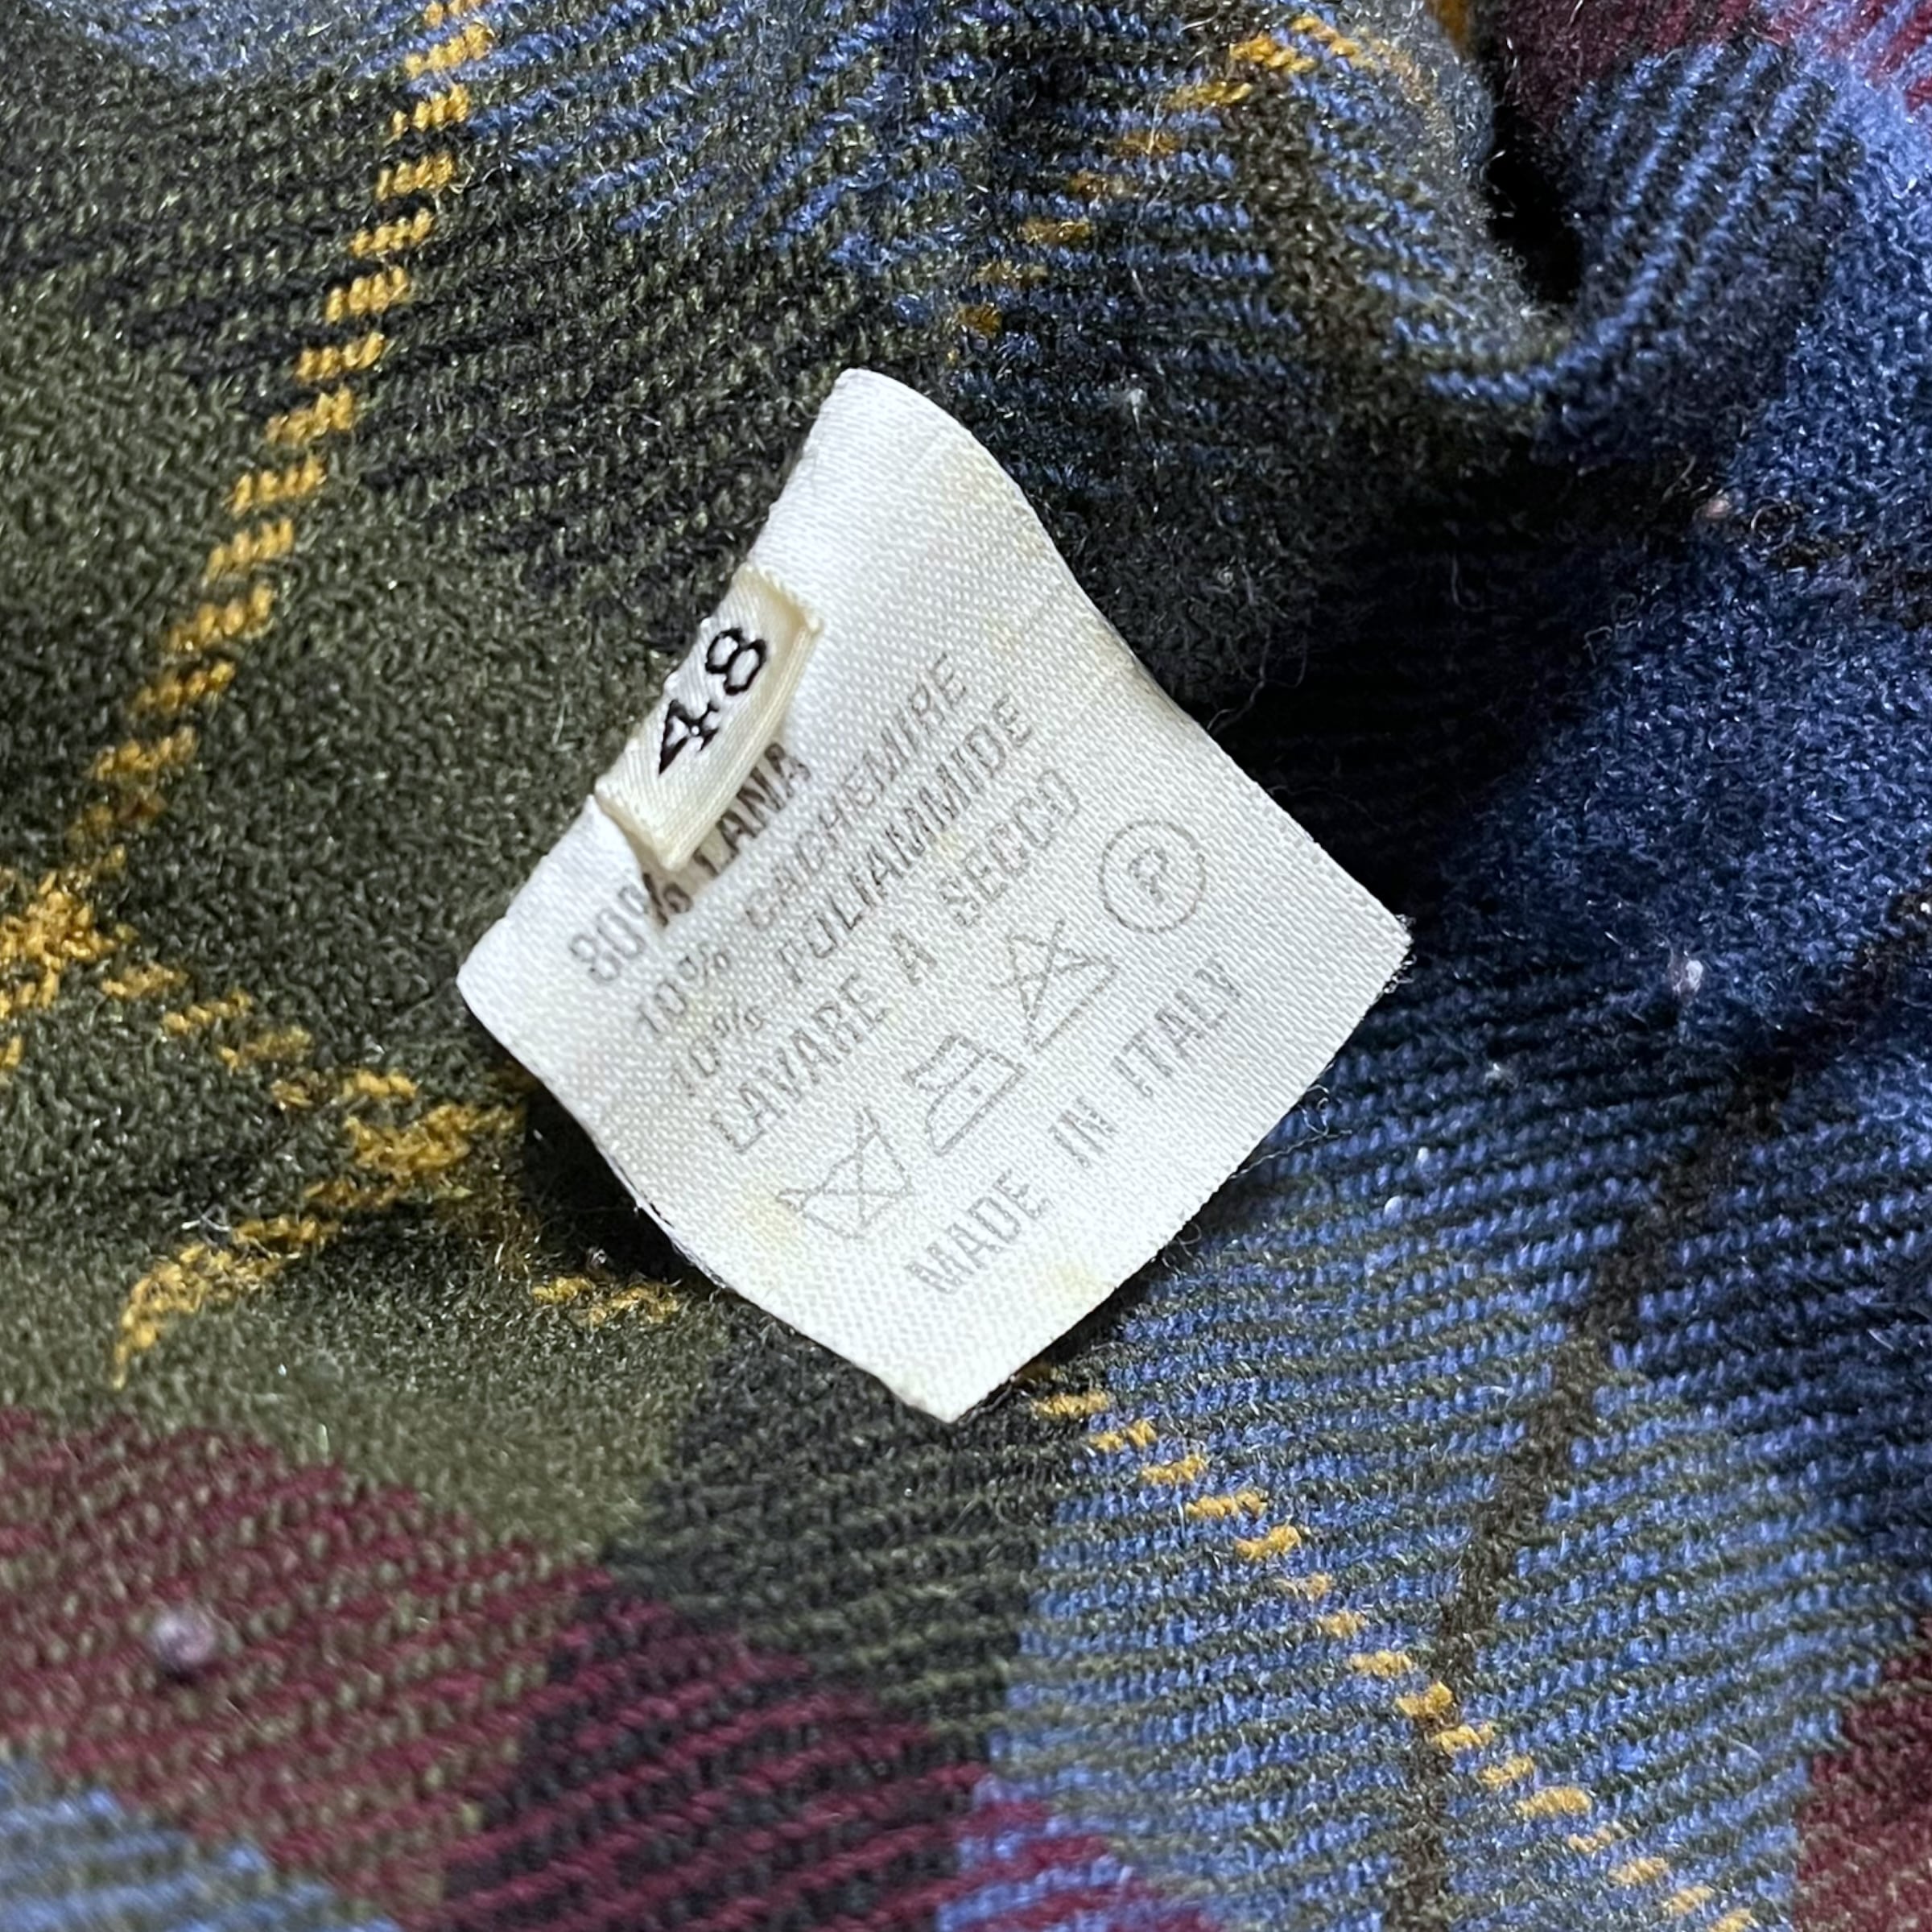 48
80% LANA
10% CACHEMIRE
10% POLIAMMIDE
LAVARE A SECCO
R
MADE IN ITALY